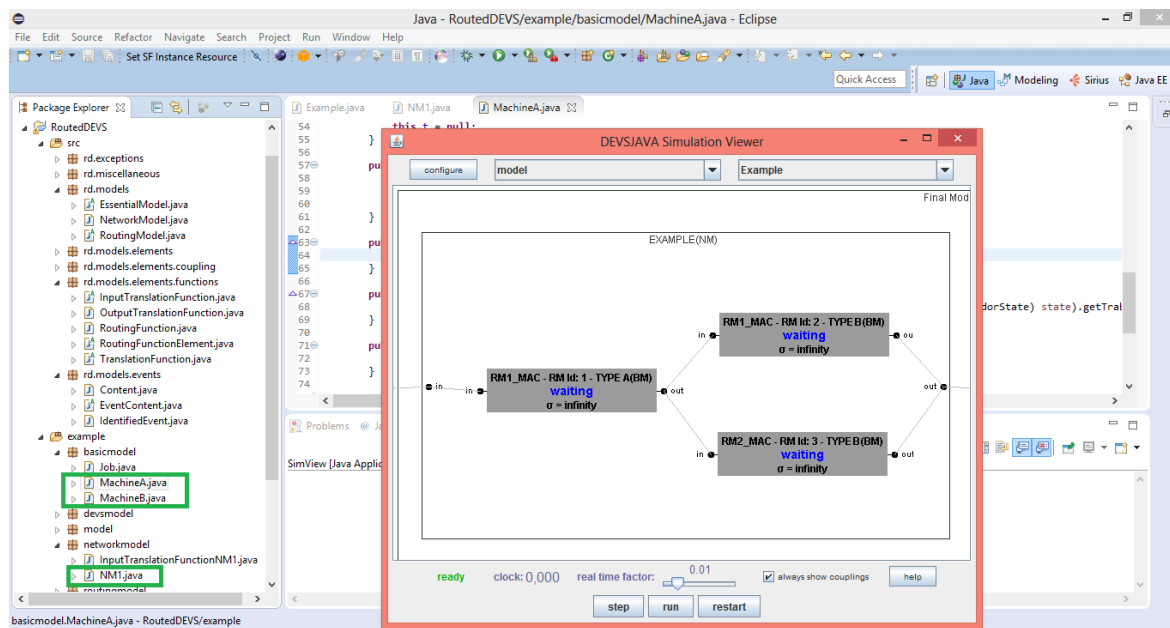 Java - RoutedDEVS/example/basicmodel/MachineA.java - Eclipse
File Edit Source Refactor Navigate Search Project Run Window Help
Set SF Instance Resource
Quick Access
Java
Modeling
Sirius
Java EE
Package Explorer
RoutedDEVS
src
rd.exceptions
rd.miscellaneous
rd.models
EssentialModel.java
NetworkModel.java
RoutingModel.java
rd.models.elements
rd.models.elements.coupling
rd.models.elements.functions
InputTranslationFunction.java
OutputTranslationFunction.java
RoutingFunction.java
RoutingFunctionElement.java
TranslationFunction.java
rd.models.events
Content.java
EventContent.java
IdentifiedEvent.java
example
basicmodel
Job.java
MachineA.java
MachineB.java
devsmodel
model
networkmodel
InputTranslationFunctionNM1.java
NM1.java
routingmodel
basicmodel.MachineA.java - RoutedDEVS/example
Example.java
NM1.java
MachineA.java
54 this.t = null;
55 }
56
57 pu
58
59
60
61 }
62
63 pu
64
65 }
66
67 pu
68 dorState) state).getTrab
69 }
70
71 pu
72
73 }
74
Problems @ Ja
SimView [Java Applic
DEVSJAVA Simulation Viewer
configure
model
Example
Final Mod
EXAMPLE(NM)
RM1_MAC - RM Id: 2 - TYPE B(BM)
in waiting ou
σ = infinity
RM1_MAC - RM Id: 1 - TYPE A(BM)
in in waiting out
σ = infinity
out
RM2_MAC - RM Id: 3 - TYPE B(BM)
in waiting out
σ = infinity
ready
clock: 0,000
real time factor:
0.01
always show couplings
help
step
run
restart